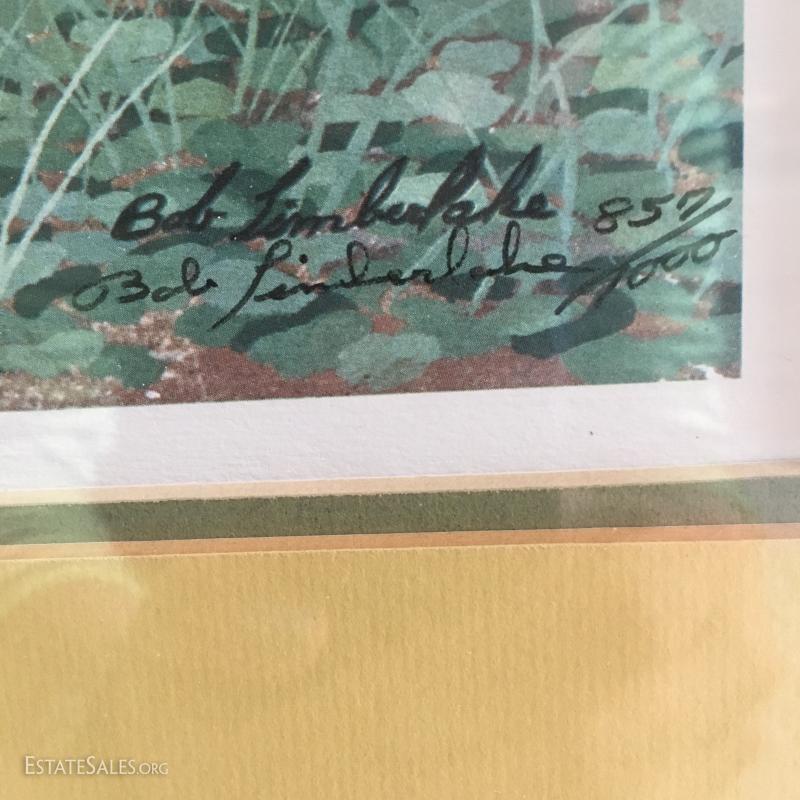 Bob Timberlake 857/1000
Bob Timberlake
ESTATESALES.ORG